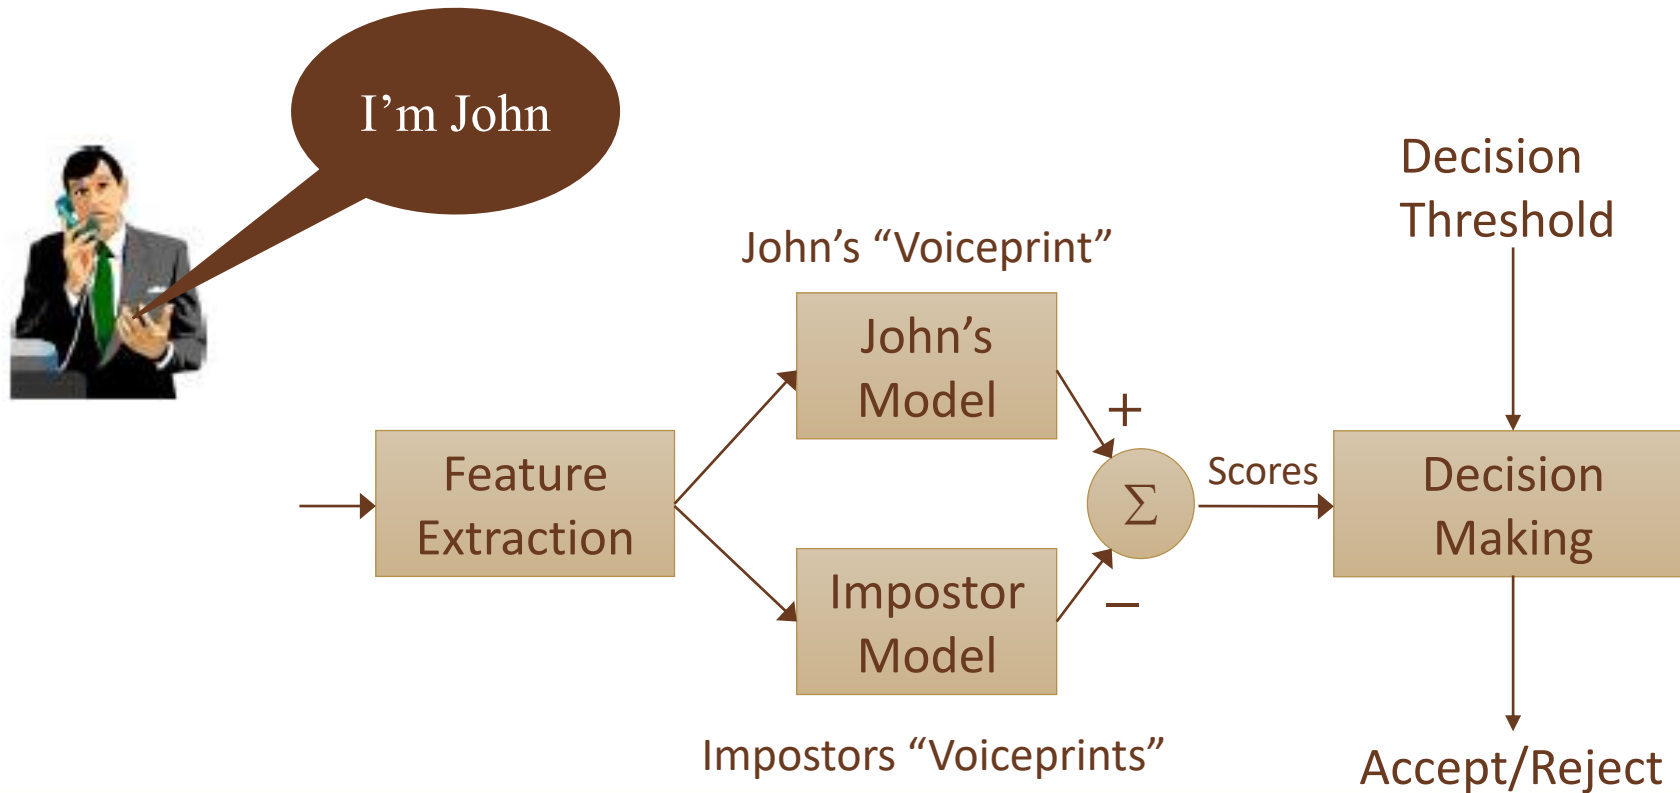 I’m John
Decision
Threshold
John’s “Voiceprint”
John’s
Model
+
Feature
Extraction
Σ
Scores
Decision
Making
Impostor
Model
−
Impostors “Voiceprints”
Accept/Reject